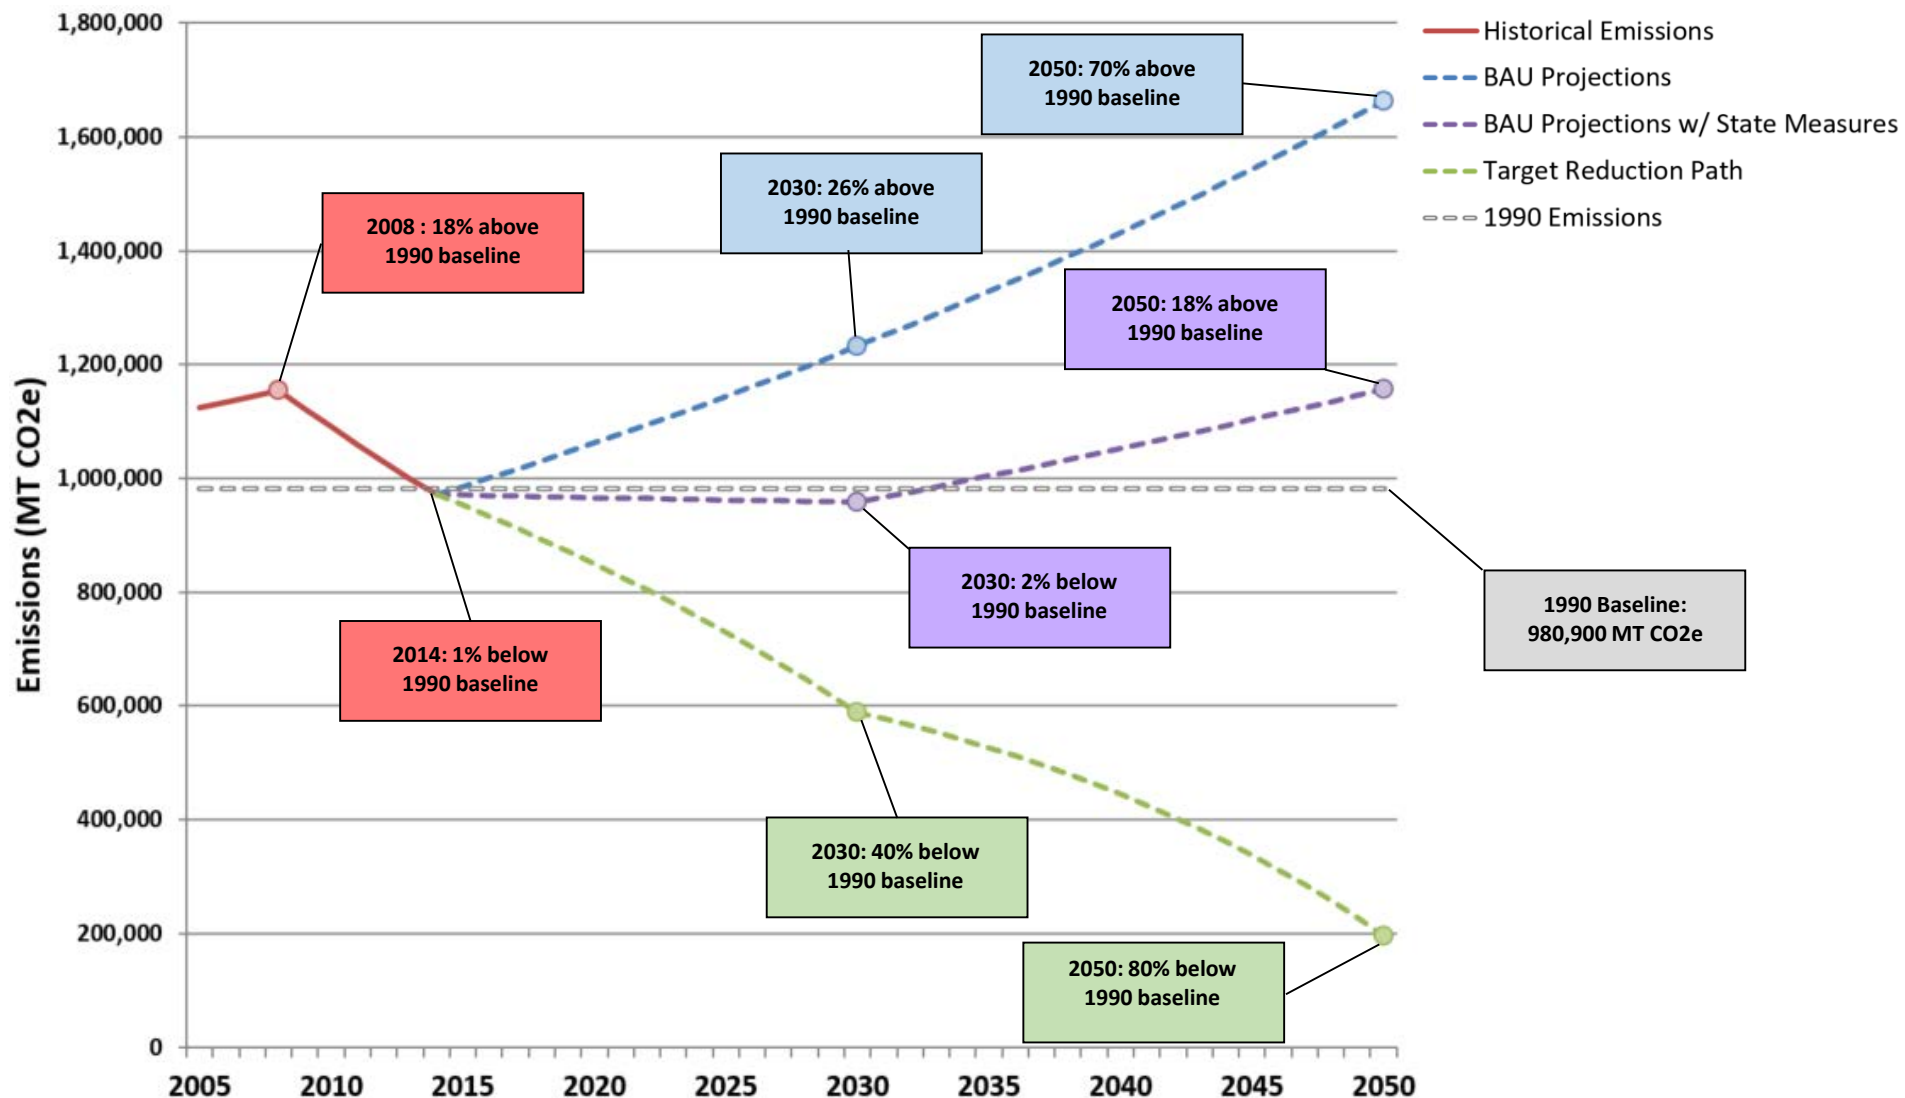 1,800,000
1,600,000
1,400,000
1,200,000
1,000,000
800,000
600,000
400,000
200,000
0
Emissions (MT CO2e)
2005 2010 2015 2020 2025 2030 2035 2040 2045 2050
2008 : 18% above
1990 baseline
2014: 1% below
1990 baseline
2030: 26% above
1990 baseline
2050: 70% above
1990 baseline
2050: 18% above
1990 baseline
2030: 2% below
1990 baseline
2030: 40% below
1990 baseline
2050: 80% below
1990 baseline
Historical Emissions
BAU Projections
BAU Projections w/ State Measures
Target Reduction Path
1990 Emissions
1990 Baseline:
980,900 MT CO2e